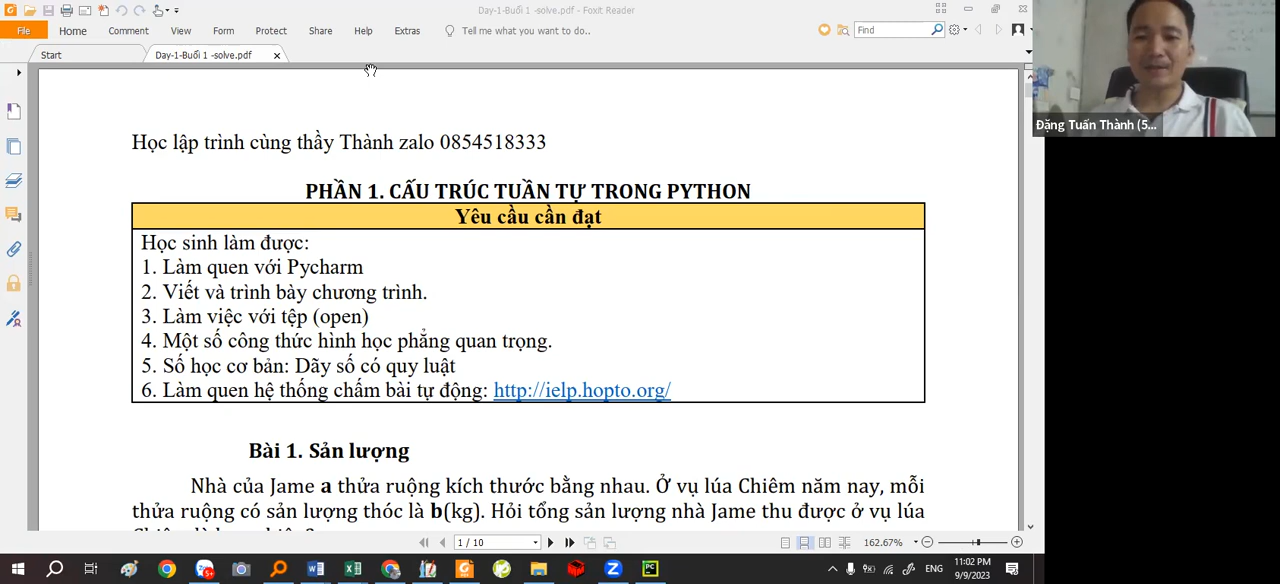 Day-1-Buổi 1 -solve.pdf - Foxit Reader
File Home Comment View Form Protect Share Help Extras Tell me what you want to do.. Find
Start Day-1-Buổi 1 -solve.pdf
Đặng Tuấn Thành (5...
Học lập trình cùng thầy Thành zalo 0854518333
PHẦN 1. CẤU TRÚC TUẦN TỰ TRONG PYTHON
Yêu cầu cần đạt
Học sinh làm được:
1. Làm quen với Pycharm
2. Viết và trình bày chương trình.
3. Làm việc với tệp (open)
4. Một số công thức hình học phẳng quan trọng.
5. Số học cơ bản: Dãy số có quy luật
6. Làm quen hệ thống chấm bài tự động: http://ielp.hopto.org/
Bài 1. Sản lượng
Nhà của Jame a thửa ruộng kích thước bằng nhau. Ở vụ lúa Chiêm năm nay, mỗi
thửa ruộng có sản lượng thóc là b(kg). Hỏi tổng sản lượng nhà Jame thu được ở vụ lúa
1 / 10 162.67%
ENG 11:02 PM
9/9/2023